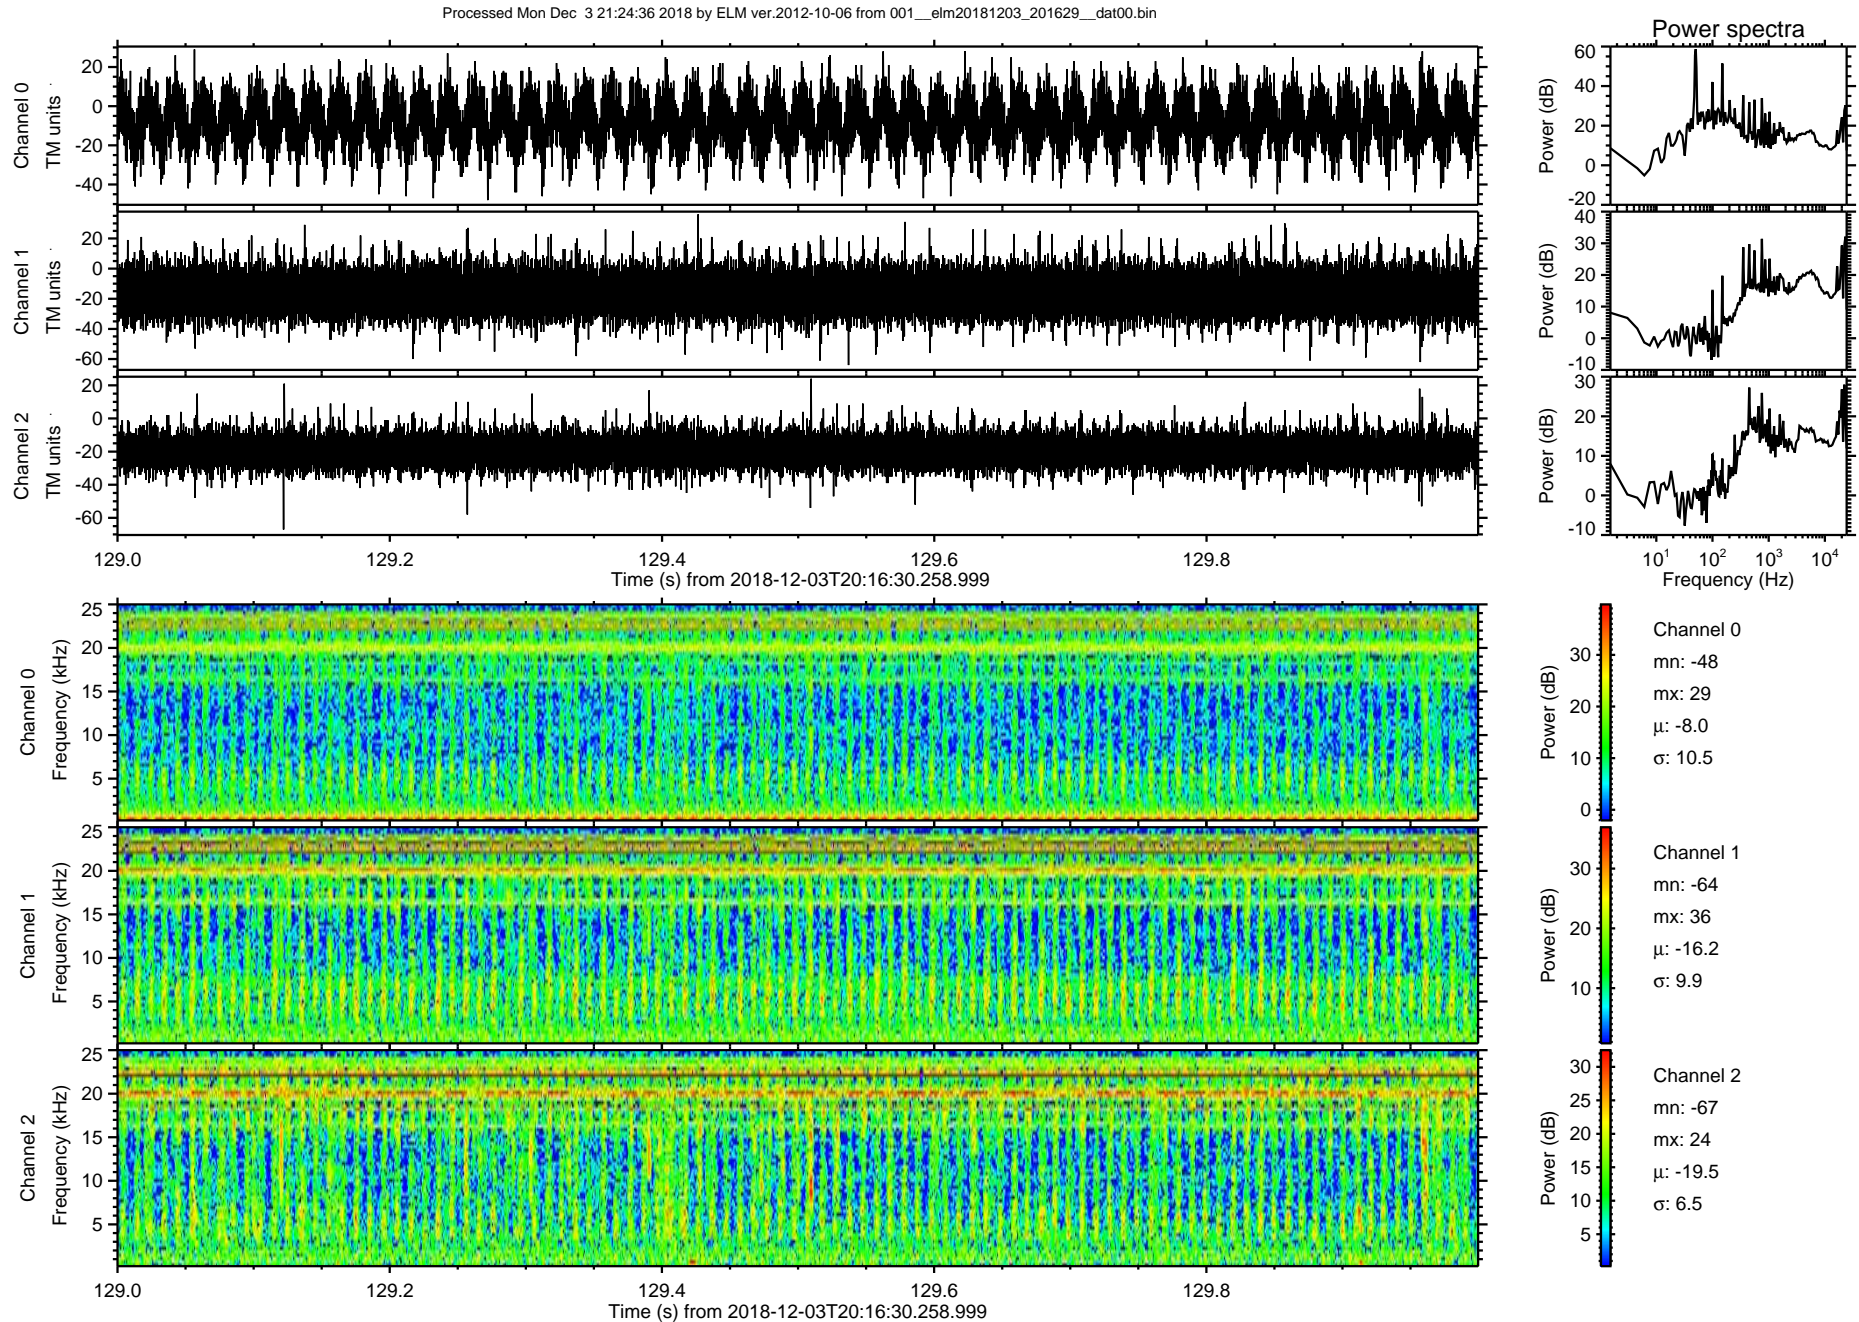 Processed Mon Dec  3 21:24:36 2018 by ELM ver.2012-10-06 from 001__elm20181203_201629__dat00.bin
Power spectra
Channel 0
TM units
20
0
-20
-40
Power (dB)
60
40
20
0
-20
Channel 1
TM units
20
0
-20
-40
-60
Power (dB)
40
30
20
10
0
-10
Channel 2
TM units
20
0
-20
-40
-60
Power (dB)
30
20
10
0
-10
129.0 129.2 129.4 129.6 129.8
Time (s) from 2018-12-03T20:16:30.258.999
10¹ 10² 10³ 10⁴
Frequency (Hz)
Channel 0
Frequency (kHz)
25
20
15
10
5
Power (dB)
30
20
10
0
Channel 0
mn: -48
mx: 29
µ: -8.0
σ: 10.5
Channel 1
Frequency (kHz)
25
20
15
10
5
Power (dB)
30
20
10
Channel 1
mn: -64
mx: 36
µ: -16.2
σ: 9.9
Channel 2
Frequency (kHz)
25
20
15
10
5
Power (dB)
30
25
20
15
10
5
Channel 2
mn: -67
mx: 24
µ: -19.5
σ: 6.5
129.0 129.2 129.4 129.6 129.8
Time (s) from 2018-12-03T20:16:30.258.999